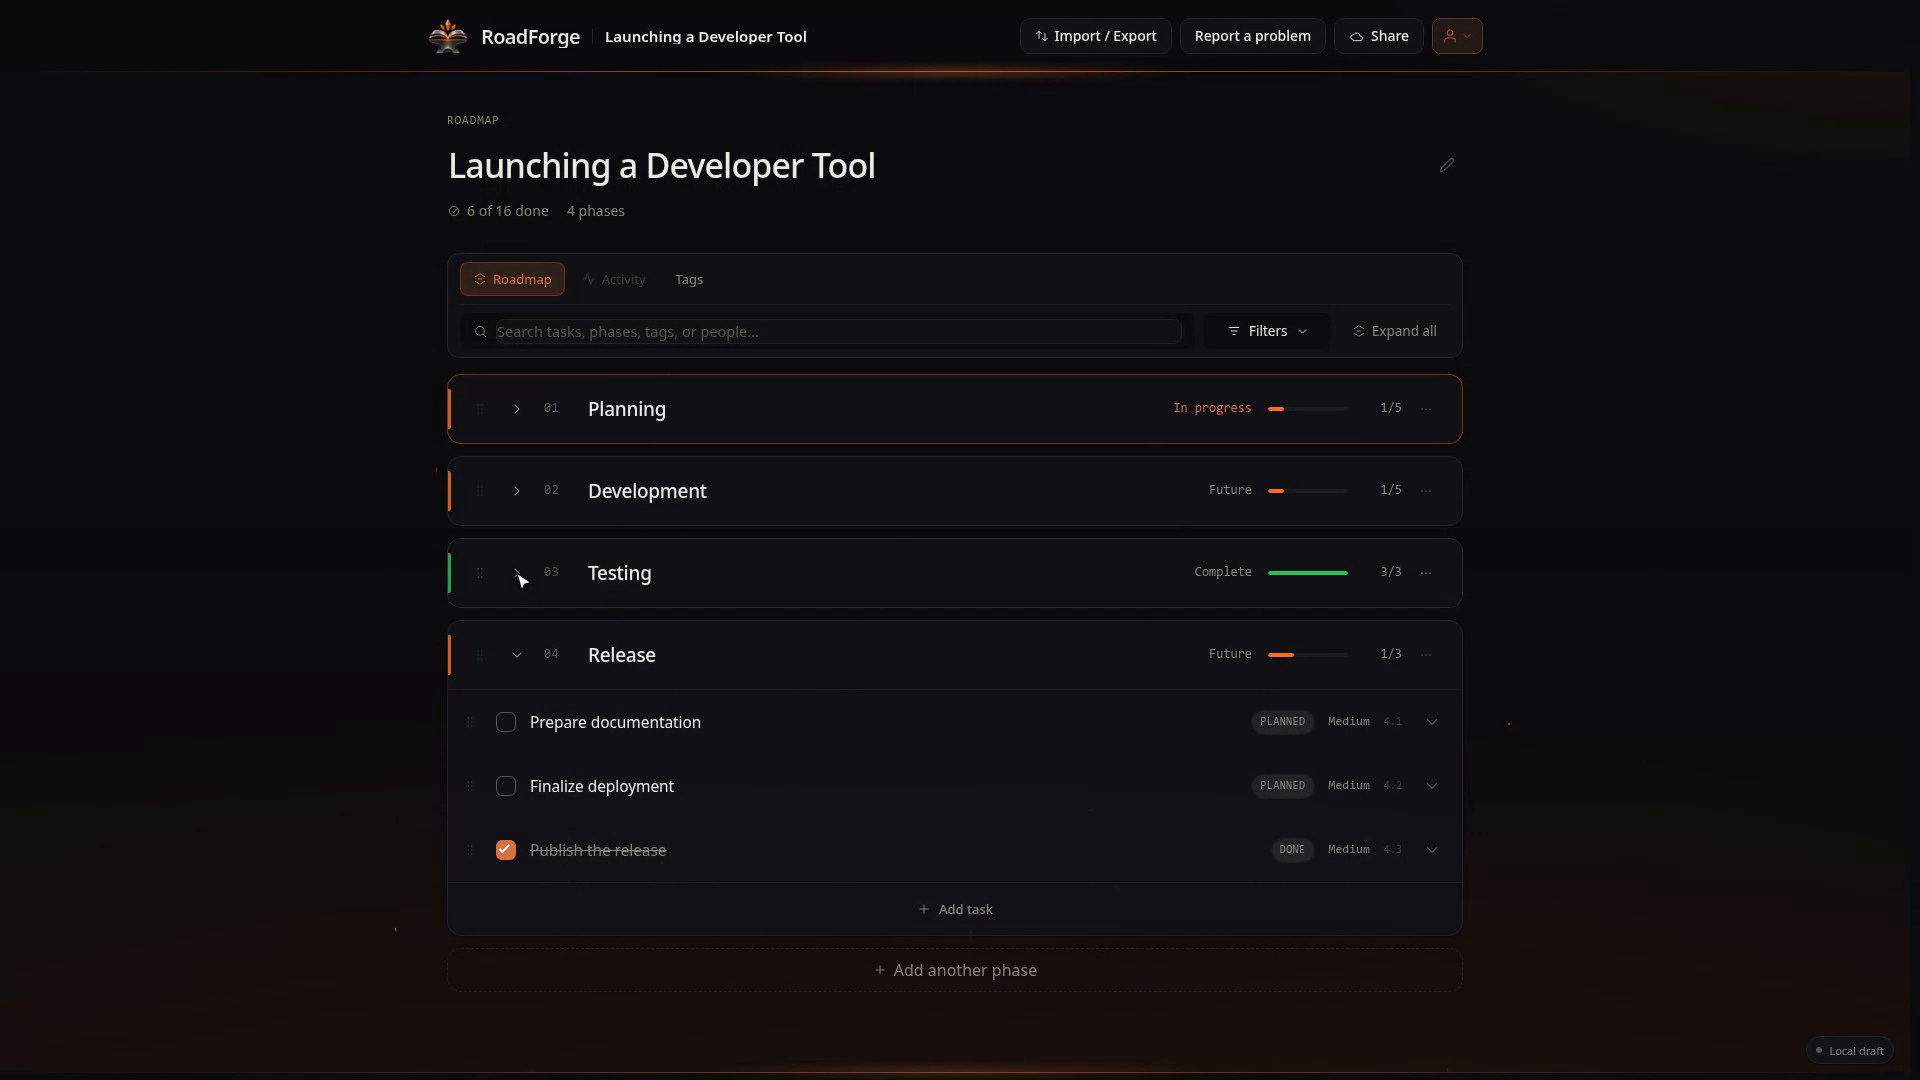 RoadForge
Launching a Developer Tool
Import / Export
Report a problem
Share
ROADMAP
Launching a Developer Tool
6 of 16 done 4 phases
Roadmap Activity Tags
Search tasks, phases, tags, or people...
Filters
Expand all
01 Planning In progress 1/5
02 Development Future 1/5
03 Testing Complete 3/3
04 Release Future 1/3
Prepare documentation PLANNED Medium 4.1
Finalize deployment PLANNED Medium 4.2
Publish the release DONE Medium 4.3
+ Add task
+ Add another phase
Local draft